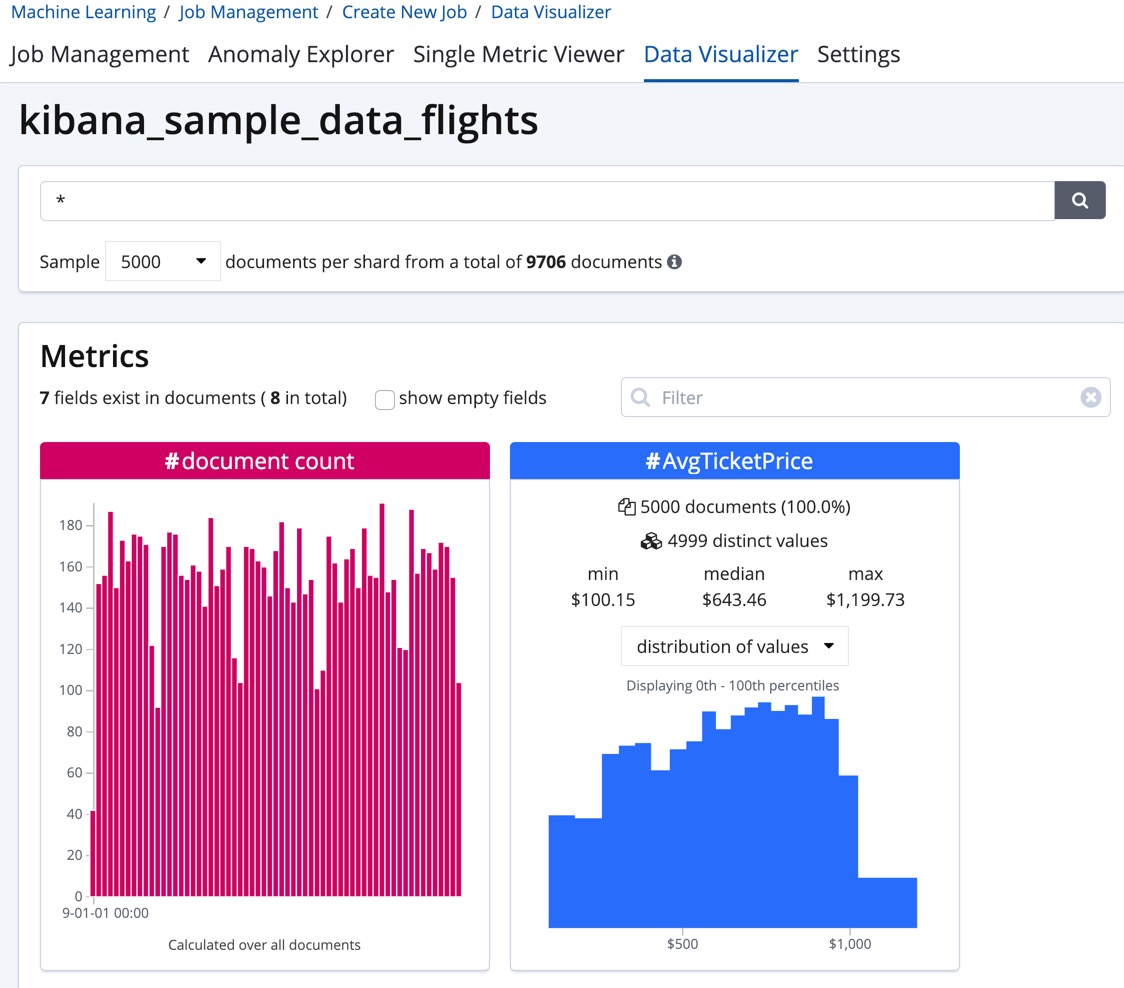 Machine Learning / Job Management / Create New Job / Data Visualizer
Job Management Anomaly Explorer Single Metric Viewer Data Visualizer Settings
kibana_sample_data_flights
*
Sample 5000 documents per shard from a total of 9706 documents
Metrics
7 fields exist in documents ( 8 in total) show empty fields
Filter
#document count
180
160
140
120
100
80
60
40
20
0
9-01-01 00:00
Calculated over all documents
#AvgTicketPrice
5000 documents (100.0%)
4999 distinct values
min median max
$100.15 $643.46 $1,199.73
distribution of values
Displaying 0th - 100th percentiles
$500 $1,000